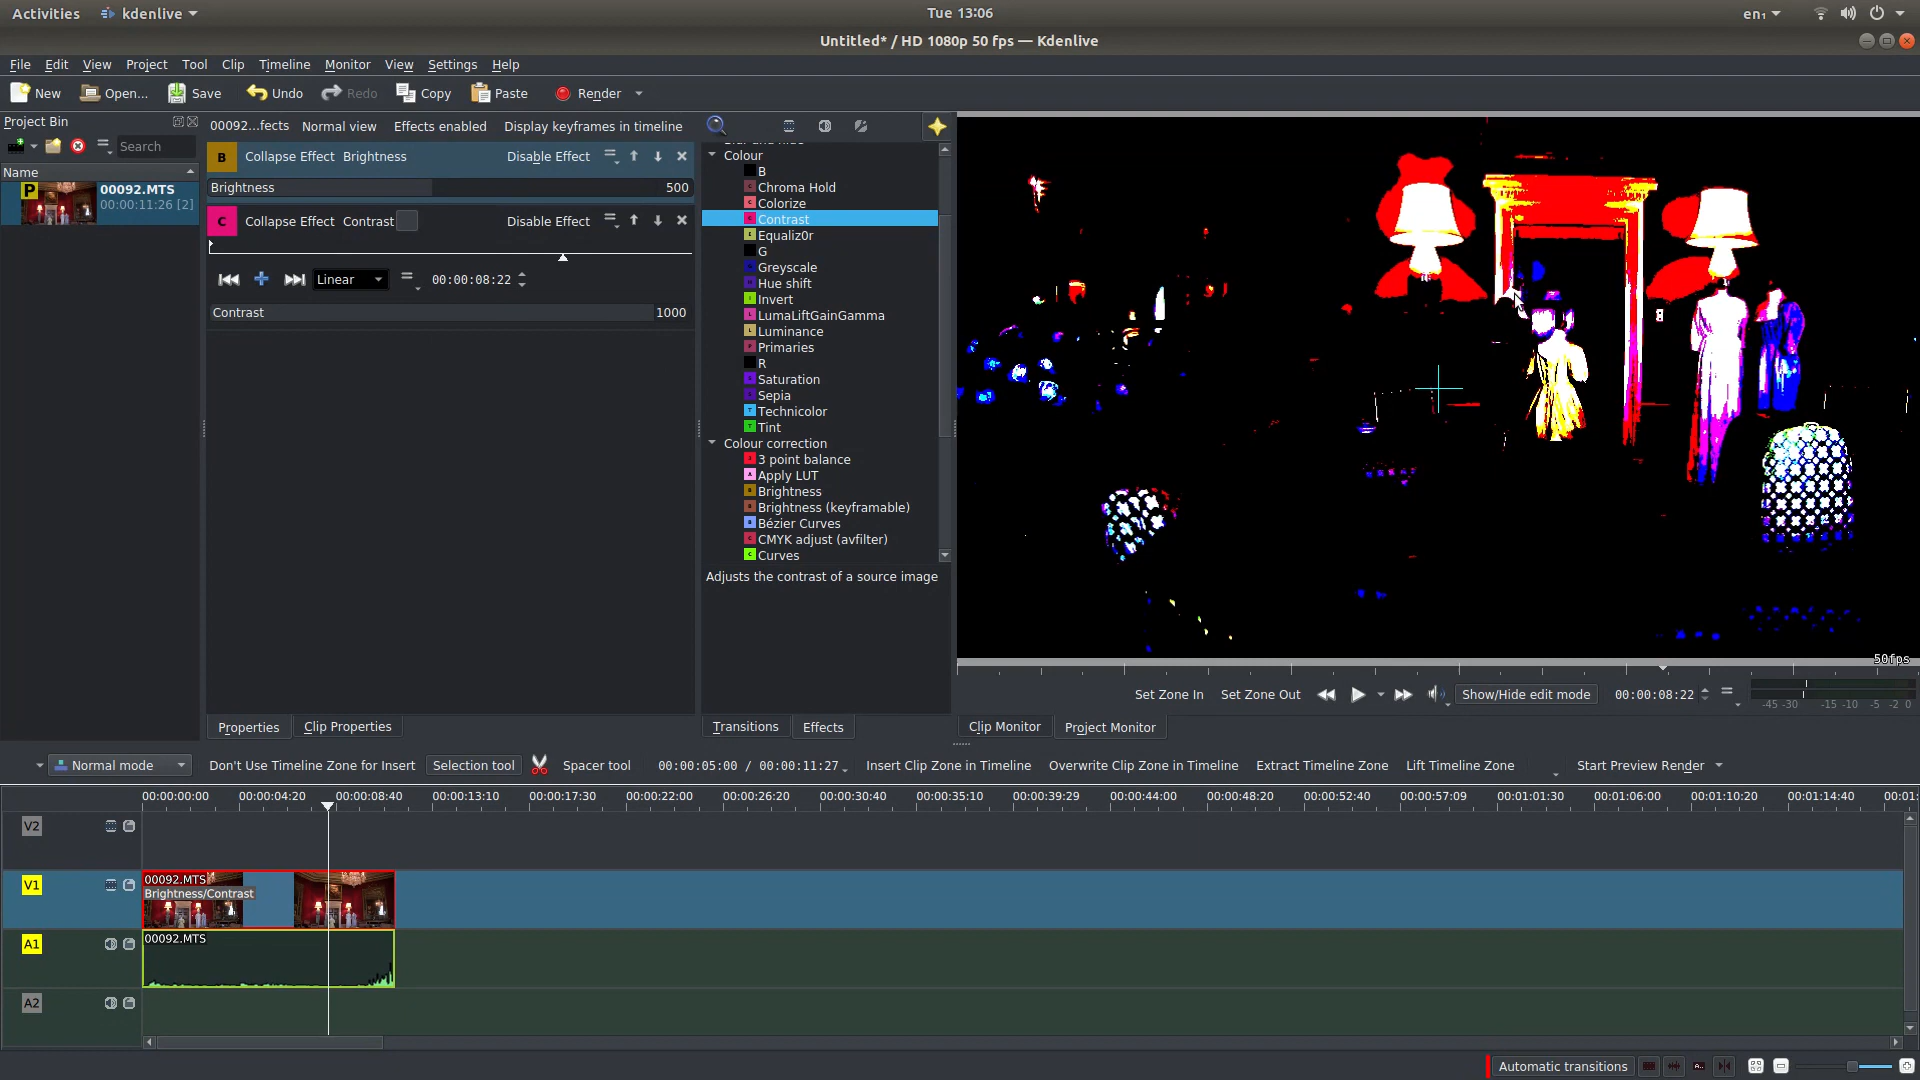 Activities kdenlive Tue 13:06 en₁
Untitled* / HD 1080p 50 fps — Kdenlive
File Edit View Project Tool Clip Timeline Monitor View Settings Help
New Open... Save Undo Redo Copy Paste Render
Project Bin
Search
Name
P 00092.MTS
00:00:11:26 [2]
00092...fects Normal view Effects enabled Display keyframes in timeline
B Collapse Effect Brightness Disable Effect
Brightness 500
C Collapse Effect Contrast Disable Effect
Linear 00:00:08:22
Contrast 1000
Properties Clip Properties
Colour
B
Chroma Hold
Colorize
Contrast
Equaliz0r
G
Greyscale
Hue shift
Invert
LumaLiftGainGamma
Luminance
Primaries
R
Saturation
Sepia
Technicolor
Tint
Colour correction
3 point balance
Apply LUT
Brightness
Brightness (keyframable)
Bézier Curves
CMYK adjust (avfilter)
Curves
Adjusts the contrast of a source image
Transitions Effects
50fps
Set Zone In Set Zone Out Show/Hide edit mode 00:00:08:22
-45 -30 -15 -10 -5 -2 0
Clip Monitor Project Monitor
Normal mode Don't Use Timeline Zone for Insert Selection tool Spacer tool 00:00:05:00 / 00:00:11:27 Insert Clip Zone in Timeline Overwrite Clip Zone in Timeline Extract Timeline Zone Lift Timeline Zone Start Preview Render
00:00:00:00 00:00:04:20 00:00:08:40 00:00:13:10 00:00:17:30 00:00:22:00 00:00:26:20 00:00:30:40 00:00:35:10 00:00:39:29 00:00:44:00 00:00:48:20 00:00:52:40 00:00:57:09 00:01:01:30 00:01:06:00 00:01:10:20 00:01:14:40 00:01:
V2
V1 00092.MTS
Brightness/Contrast
A1 00092.MTS
A2
Automatic transitions